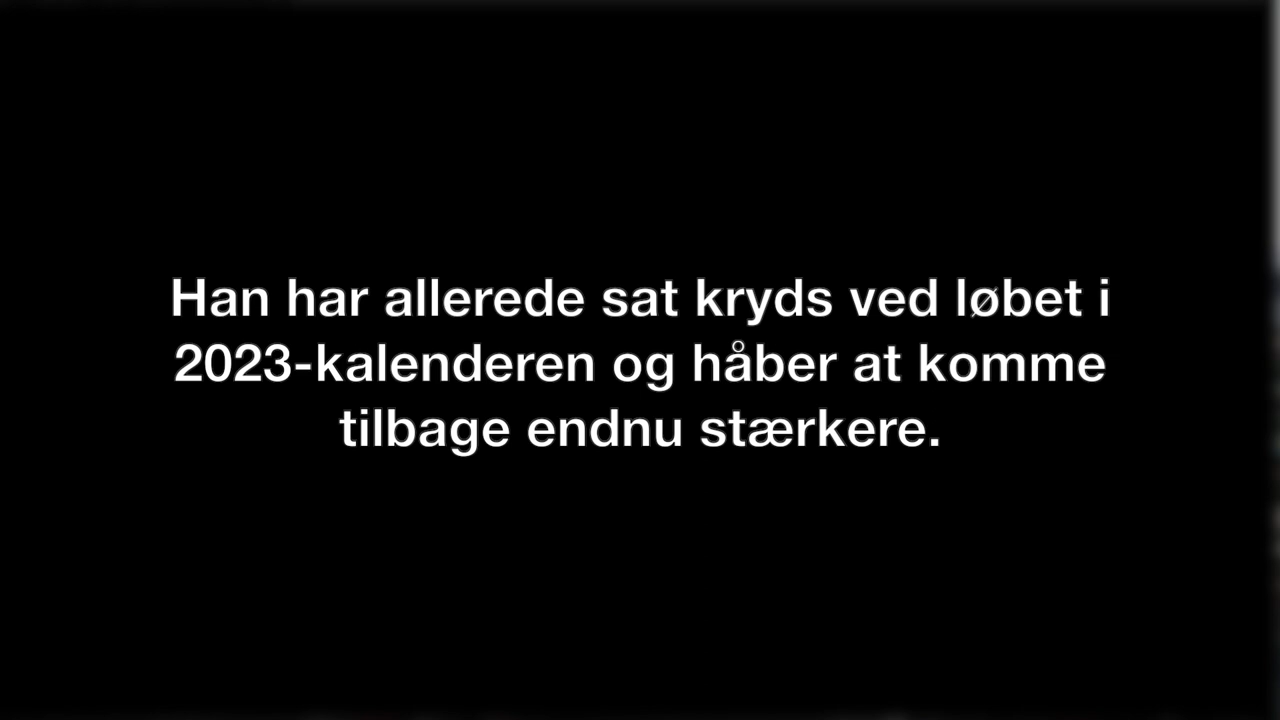 Han har allerede sat kryds ved løbet i
2023-kalenderen og håber at komme
tilbage endnu stærkere.